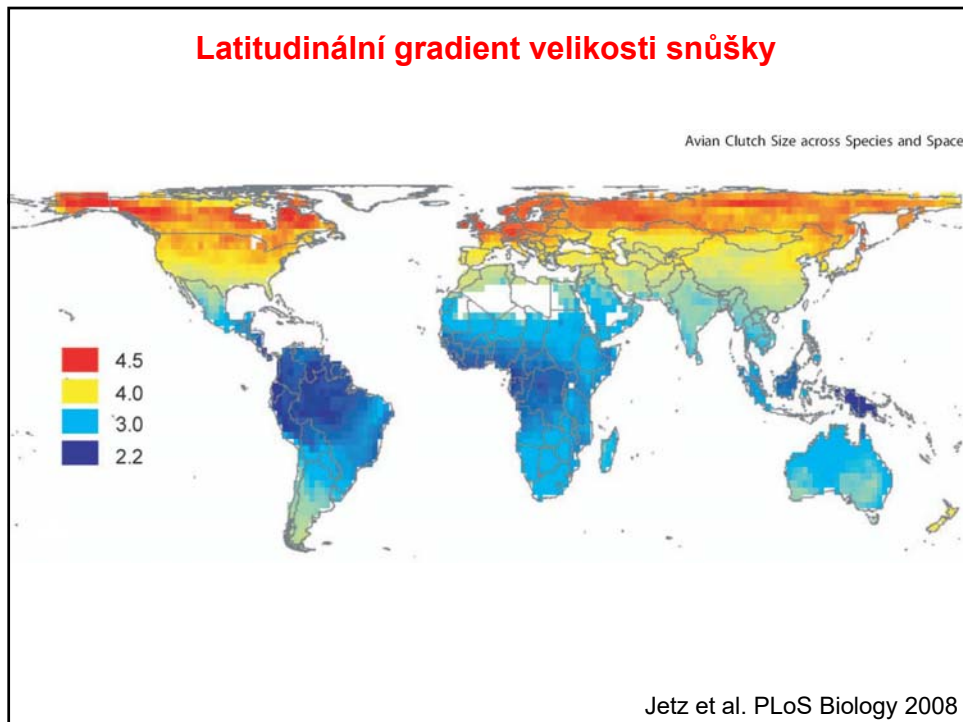 Latitudinální gradient velikosti snůšky
Avian Clutch Size across Species and Space
4.5
4.0
3.0
2.2
Jetz et al. PLoS Biology 2008